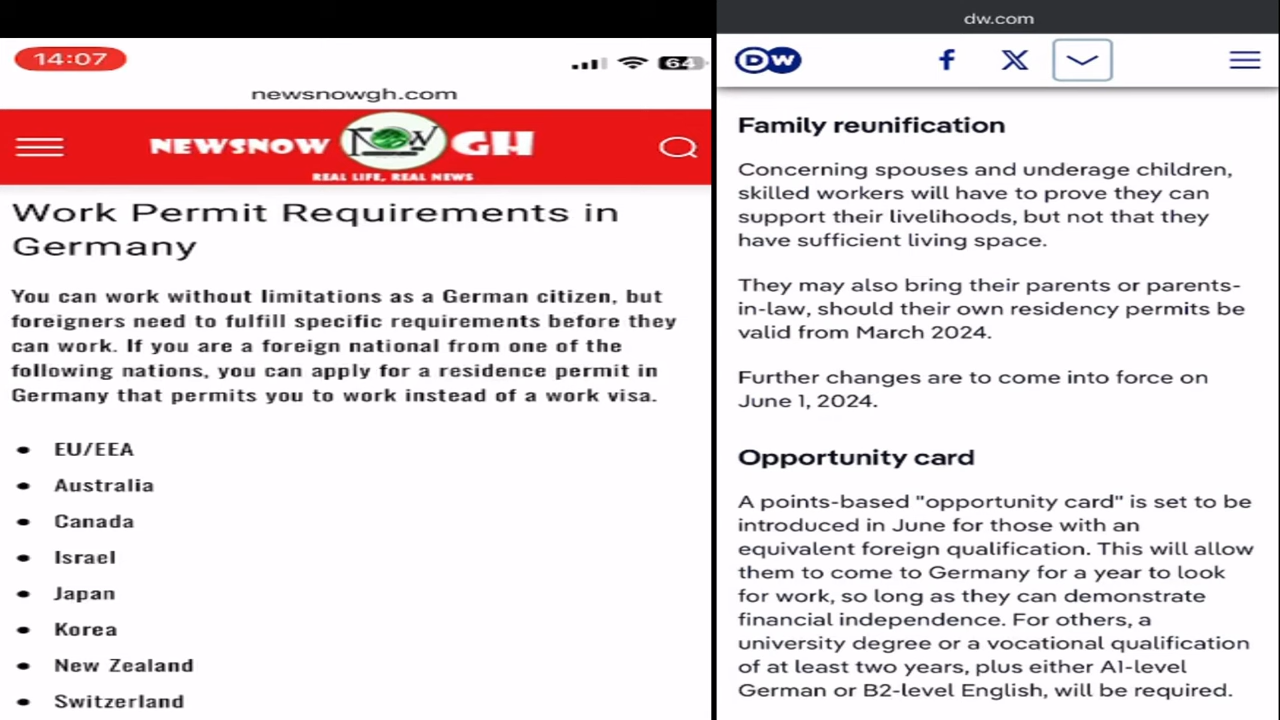 14:07
64
newsnowgh.com
NEWSNOW NOW GH
REAL LIFE, REAL NEWS
Work Permit Requirements in
Germany
You can work without limitations as a German citizen, but
foreigners need to fulfill specific requirements before they
can work. If you are a foreign national from one of the
following nations, you can apply for a residence permit in
Germany that permits you to work instead of a work visa.
• EU/EEA
• Australia
• Canada
• Israel
• Japan
• Korea
• New Zealand
• Switzerland
dw.com
DW
f X
Family reunification
Concerning spouses and underage children,
skilled workers will have to prove they can
support their livelihoods, but not that they
have sufficient living space.
They may also bring their parents or parents-
in-law, should their own residency permits be
valid from March 2024.
Further changes are to come into force on
June 1, 2024.
Opportunity card
A points-based "opportunity card" is set to be
introduced in June for those with an
equivalent foreign qualification. This will allow
them to come to Germany for a year to look
for work, so long as they can demonstrate
financial independence. For others, a
university degree or a vocational qualification
of at least two years, plus either A1-level
German or B2-level English, will be required.